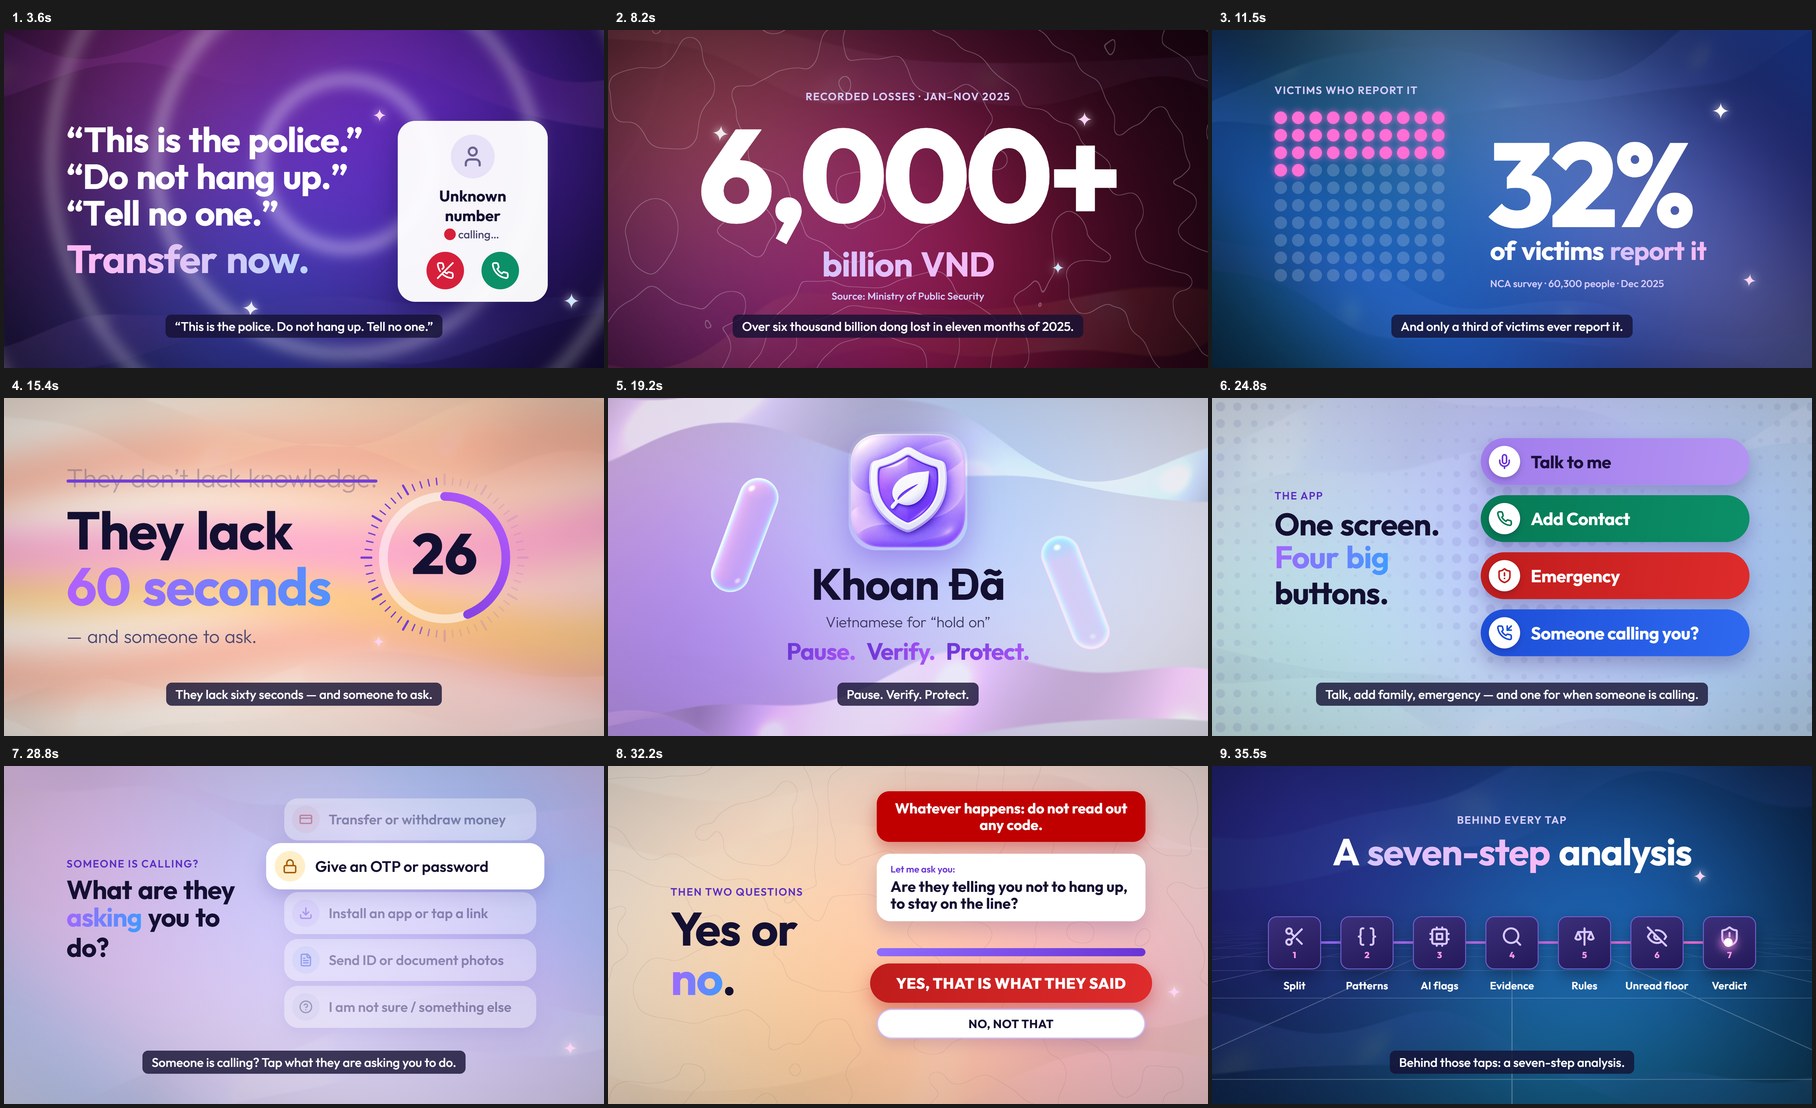 1. 3.6s
“This is the police.”
“Do not hang up.”
“Tell no one.”
Transfer now.
Unknown
number
calling...
“This is the police. Do not hang up. Tell no one.”
2. 8.2s
RECORDED LOSSES · JAN–NOV 2025
6,000+
billion VND
Source: Ministry of Public Security
Over six thousand billion dong lost in eleven months of 2025.
3. 11.5s
VICTIMS WHO REPORT IT
32%
of victims report it
NCA survey · 60,300 people · Dec 2025
And only a third of victims ever report it.
4. 15.4s
They don’t lack knowledge.
They lack
60 seconds
— and someone to ask.
26
They lack sixty seconds — and someone to ask.
5. 19.2s
Khoan Đã
Vietnamese for “hold on”
Pause. Verify. Protect.
Pause. Verify. Protect.
6. 24.8s
THE APP
One screen.
Four big
buttons.
Talk to me
Add Contact
Emergency
Someone calling you?
Talk, add family, emergency — and one for when someone is calling.
7. 28.8s
SOMEONE IS CALLING?
What are they
asking you to
do?
Transfer or withdraw money
Give an OTP or password
Install an app or tap a link
Send ID or document photos
I am not sure / something else
Someone is calling? Tap what they are asking you to do.
8. 32.2s
THEN TWO QUESTIONS
Yes or
no.
Whatever happens: do not read out
any code.
Let me ask you:
Are they telling you not to hang up,
to stay on the line?
YES, THAT IS WHAT THEY SAID
NO, NOT THAT
9. 35.5s
BEHIND EVERY TAP
A seven-step analysis
1 2 3 4 5 6 7
Split Patterns AI flags Evidence Rules Unread floor Verdict
Behind those taps: a seven-step analysis.